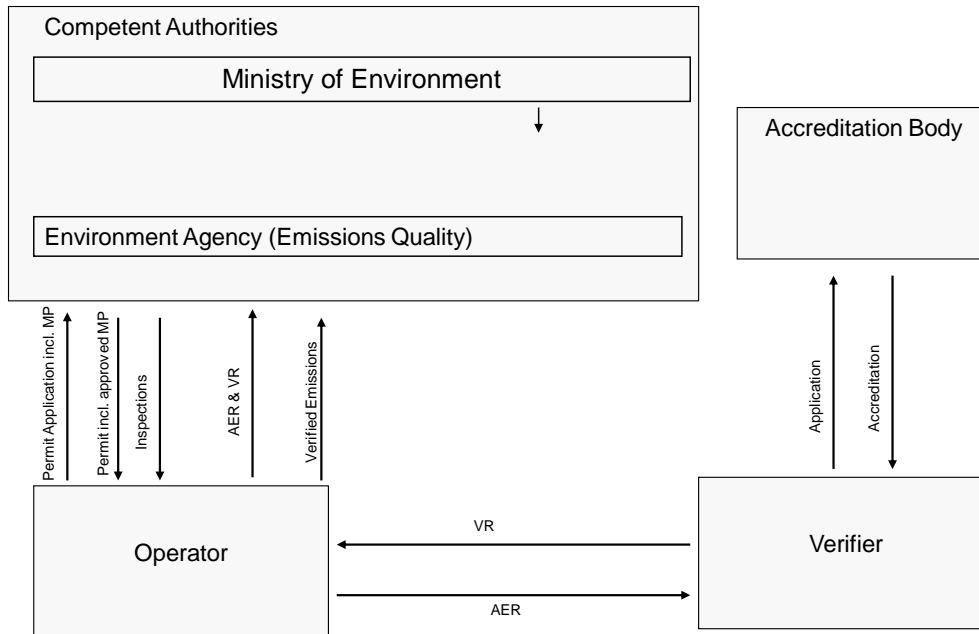 Competent Authorities
Ministry of Environment
Accreditation Body
Environment Agency (Emissions Quality)
Permit Application incl. MP
Permit incl. approved MP
Inspections
AER & VR
Verified Emissions
Application
Accreditation
VR
Operator
Verifier
AER